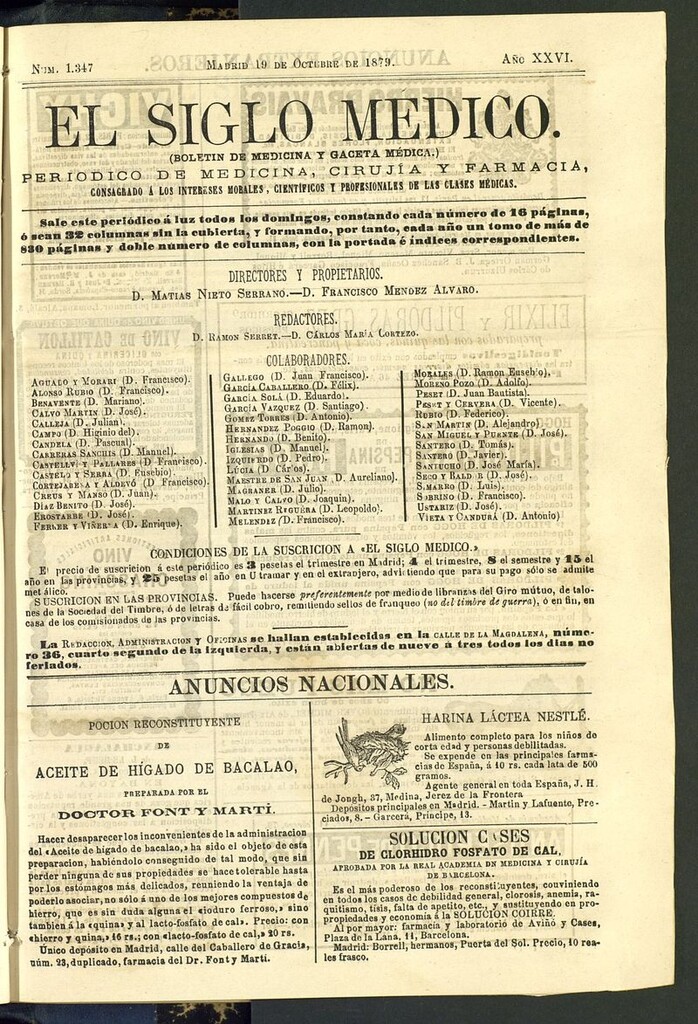 NUM. 1.347 MADRID 19 DE OCTUBRE DE 1879. AÑO XXVI.
EL SIGLO MEDICO.
(BOLETIN DE MEDICINA Y GACETA MÉDICA.)
PERIODICO DE MEDICINA, CIRUJÍA Y FARMACIA,
CONSAGRADO Á LOS INTERESES MORALES, CIENTÍFICOS Y PROFESIONALES DE LAS CLASES MÉDICAS.
Sale este periódico á luz todos los domingos, constando cada número de 16 páginas,
ó sean 32 columnas sin la cubierta, y formando, por tanto, cada año un tomo de más de
830 páginas y doble número de columnas, con la portada é índices correspondientes.
DIRECTORES Y PROPIETARIOS.
D. MATIAS NIETO SERRANO.—D. FRANCISCO MENDEZ ALVARO.
REDACTORES.
D. RAMON SERRET.—D. CÁRLOS MARÍA CORTEZO.
COLABORADORES.
AGUADO Y MORARI (D. Francisco).
ALONSO RUBIO (D. Francisco).
BENAVENTE (D. Mariano).
CALVO MARTIN (D. José).
CALLEJA (D. Julian).
CAMPO (D. Higinio del)
CANDELA (D. Pascual).
CARRERAS SANCHIS (D. Manuel).
CASTELLVÍ Y PALLARES (D. Francisco).
CASTELO Y SERRA (D. Eusebio).
CORTEJARENA Y ALDEVÓ (D. Francisco)
CREUS Y MANSO (D. Juan).
DIAZ BENITO (D. José).
EROSTARBE (D. José).
FERRER Y VIÑERTA (D. Enrique).
GALLEGO (D. Juan Francisco).
GARCÍA CABALLERO (D. Félix).
GARCÍA SOLÁ (D. Eduardo).
GARCÍA VAZQUEZ (D. Santiago).
GOMEZ TORRES (D. Antonio).
HERNANDEZ POGGIO (D. Ramon).
HERNANDO (D. Benito).
IGLESIAS (D. Manuel).
IZQUIERDO (D. Pedro).
LÚCIA (D. Cárlos).
MAESTRE DE SAN JUAN (D. Aureliano).
MAGRANER (D. Julio).
MALO Y CALVO (D. Joaquin).
MARTINEZ REGUERA (D. Leopoldo).
MELENDEZ (D. Francisco).
MORALES (D. Ramon Eusebio).
MORENO POZO (D. Adolfo).
PESET (D. Juan Bautista).
PESET Y CERVERA (D. Vicente).
RUBIO (D. Federico).
SAN MARTIN (D. Alejandro).
SAN MIGUEL Y PUENTE (D. José).
SANTERO (D. Tomás).
SANTERO (D. Javier).
SANTUCHO (D. José María).
SECO Y BALDOR (D. José).
SIMARRO (D. Luis).
SOBRINO (D. Francisco).
USTARIZ (D. José).
VIETA Y GANDURÁ (D. Antonio)
CONDICIONES DE LA SUSCRICION A «EL SIGLO MEDICO.»
El precio de suscricion á este periódico es 3 pesetas el trimestre en Madrid; 4 el trimestre, 8 el semestre y 15 el
año en las provincias, y 25 pesetas el año en Ultramar y en el extranjero, advirtiendo que para su pago sólo se admite
metálico.
SUSCRICION EN LAS PROVINCIAS. Puede hacerse preferentemente por medio de libranzas del Giro mútuo, de talo-
nes de la Sociedad del Timbre, ó de letras de fácil cobro, remitiendo sellos de franqueo (no del timbre de guerra), o en fin, en
casa de los comisionados de las provincias.
LA REDACCION, ADMINISTRACION Y OFICINAS se hallan establecidas en la CALLE DE LA MAGDALENA, núme-
ro 36, cuarto segundo de la izquierda, y están abiertas de nueve á tres todos los dias no
feriados.
ANUNCIOS NACIONALES.
POCION RECONSTITUYENTE
DE
ACEITE DE HÍGADO DE BACALAO,
PREPARADA POR EL
DOCTOR FONT Y MARTÍ.
Hacer desaparecer los inconvenientes de la administracion
del «Aceite de hígado de bacalao,» ha sido el objeto de esta
preparacion, habiéndolo conseguido de tal modo, que sin
perder ninguna de sus propiedades se hace tolerable hasta
por los estómagos más delicados, reuniendo la ventaja de
poderlo asociar, no sólo á uno de los mejores compuestos de
hierro, que es sin duda alguna el «ioduro ferroso,» sino
tambien á la «quina» y al lacto-fosfato de cal». Precio: con
«hierro y quina,» 16 rs.; con «lacto-fosfato de cal,» 20 rs.
Único depósito en Madrid, calle del Caballero de Gracia,
núm. 23, duplicado, farmacia del Dr. Font y Martí.
HARINA LÁCTEA NESTLÉ.
Alimento completo para los niños de
corta edad y personas debilitadas.
Se expende en las principales farma-
cias de España, á 10 rs. cada lata de 500
gramos.
Agente general en toda España, J. H.
de Jongh, 37, Medina, Jerez de la Frontera
Depósitos principales en Madrid. - Martin y Lafuente, Pre-
ciados, 8. - Garcerá, Príncipe, 13.
SOLUCION CASES
DE CLORHIDRO FOSFATO DE CAL,
APROBADA POR LA REAL ACADEMIA DN MEDICINA Y CIRUJÍA
DE BARCELONA.
Es el más poderoso de los reconstituyentes, conviniendo
en todos los casos de debilidad general, clorosis, anemia, ra-
quitismo, tísis, falta de apetito, etc., y sustituyendo en pro-
propiedades y economía á la SOLUCION COIRRE.
Al por mayor: farmacia y laboratorio de Aviñó y Cases,
Plaza de la Lana, 11, Barcelona.
Madrid: Borrell, hermanos, Puerta del Sol. Precio, 10 rea-
les frasco.